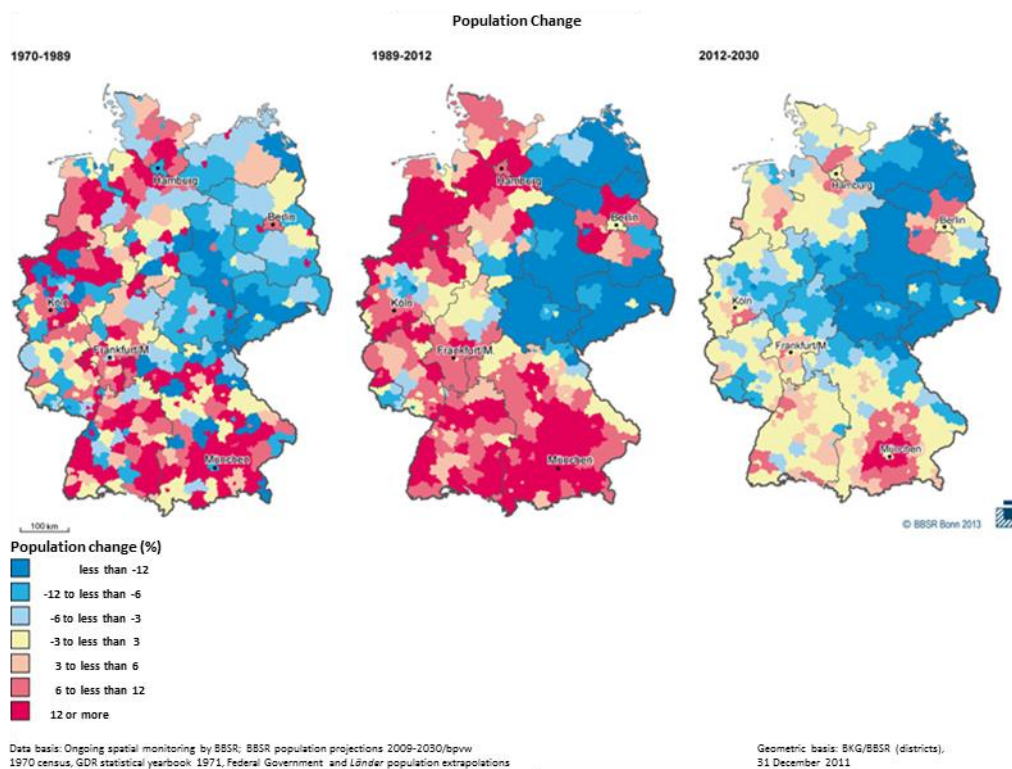 Population Change
1970-1989
1989-2012
2012-2030
Hamburg
Berlin
Köln
Frankfurt/M.
München
Hamburg
Berlin
Köln
Frankfurt/M.
München
Hamburg
Berlin
Köln
Frankfurt/M.
München
100 km
© BBSR Bonn 2013
Population change (%)
less than -12
-12 to less than -6
-6 to less than -3
-3 to less than 3
3 to less than 6
6 to less than 12
12 or more
Data basis: Ongoing spatial monitoring by BBSR; BBSR population projections 2009-2030/bpvw
1970 census, GDR statistical yearbook 1971, Federal Government and Länder population extrapolations
Geometric basis: BKG/BBSR (districts),
31 December 2011